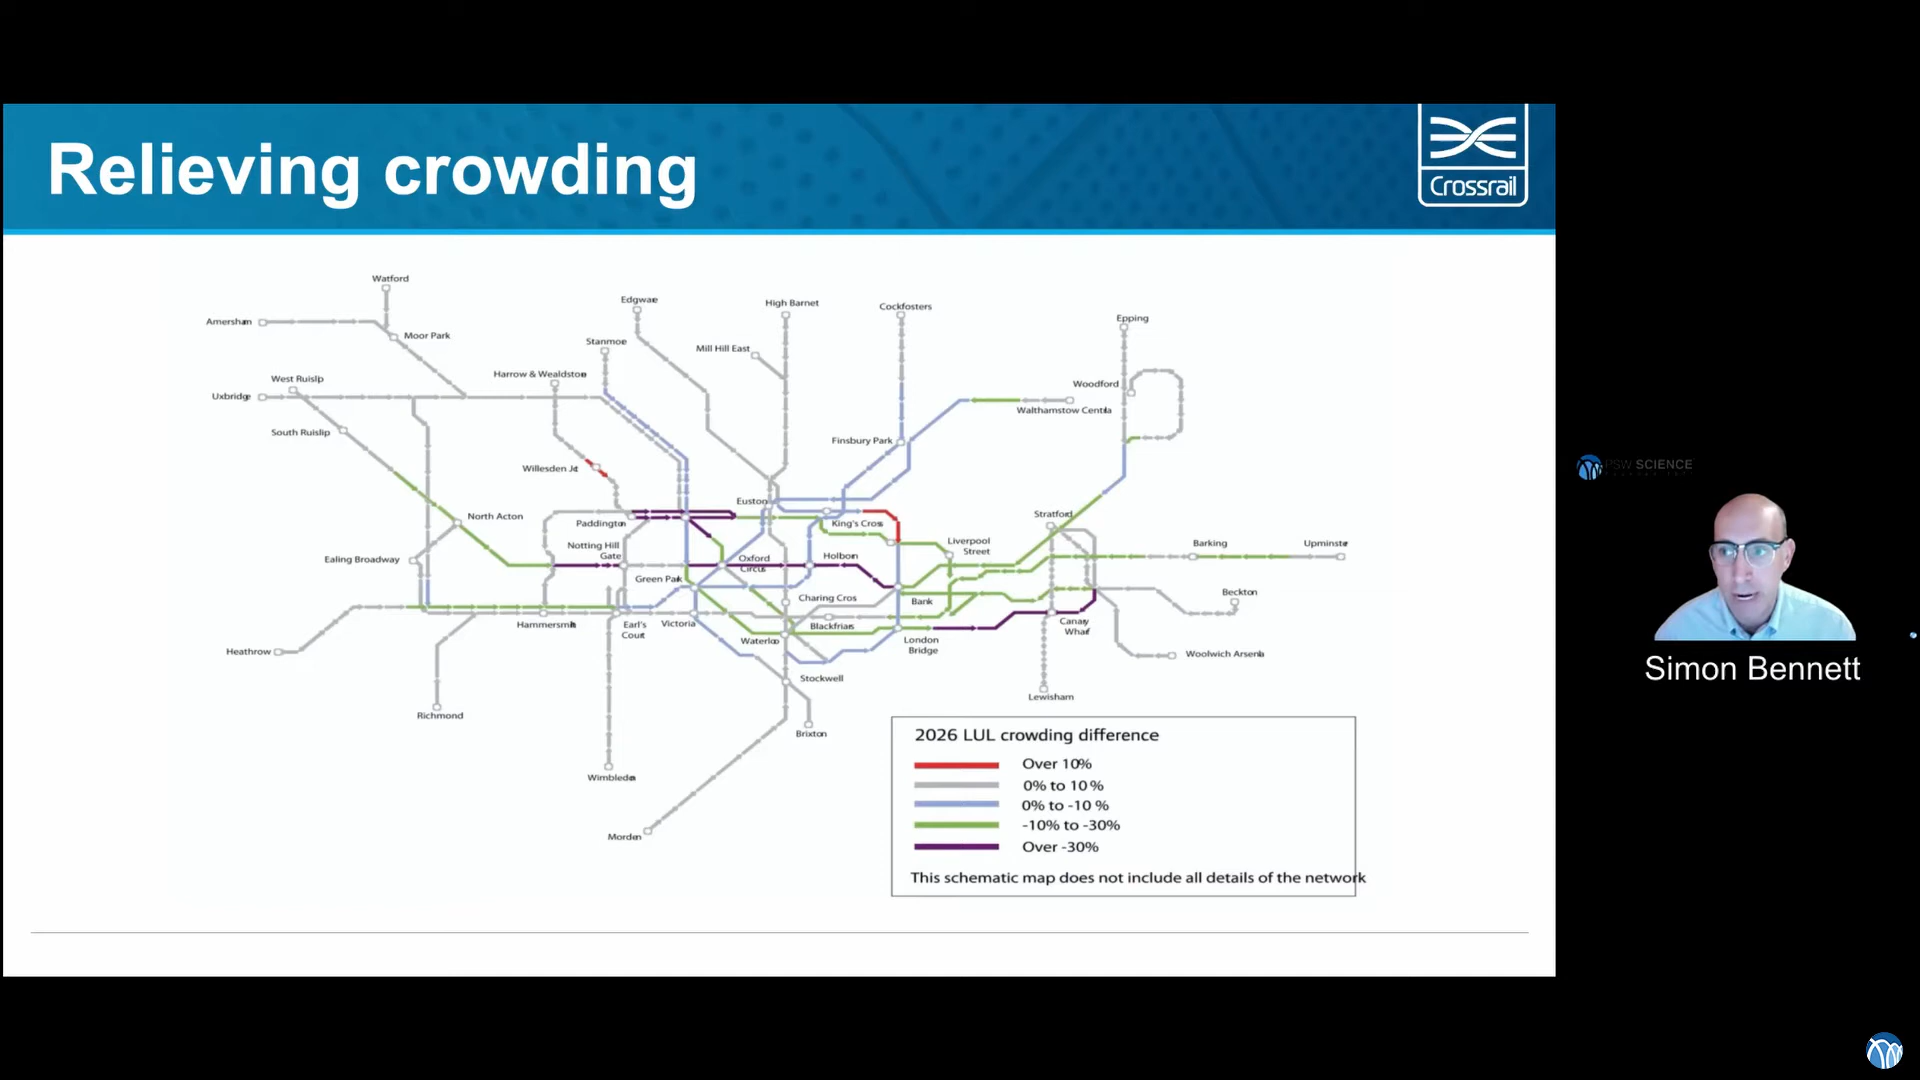 Relieving crowding
Crossrail
Watford
Amersham
Moor Park
Edgware
High Barnet
Cockfosters
Epping
Stanmore
Mill Hill East
Harrow & Wealdstone
West Ruislip
Uxbridge
Woodford
Walthamstow Central
South Ruislip
Finsbury Park
Willesden Jct
Euston
Paddington
King's Cross
Stratford
North Acton
Notting Hill
Gate
Ealing Broadway
Oxford
Circus
Holborn
Liverpool
Street
Barking
Upminster
Green Park
Charing Cross
Bank
Beckton
Hammersmith
Earl's
Court
Victoria
Waterloo
Blackfriars
London
Bridge
Canary
Wharf
Heathrow
Woolwich Arsenal
Stockwell
Lewisham
Richmond
Brixton
Wimbledon
Morden
2026 LUL crowding difference
Over 10%
0% to 10 %
0% to -10 %
-10% to -30%
Over -30%
This schematic map does not include all details of the network
PSW SCIENCE
Simon Bennett